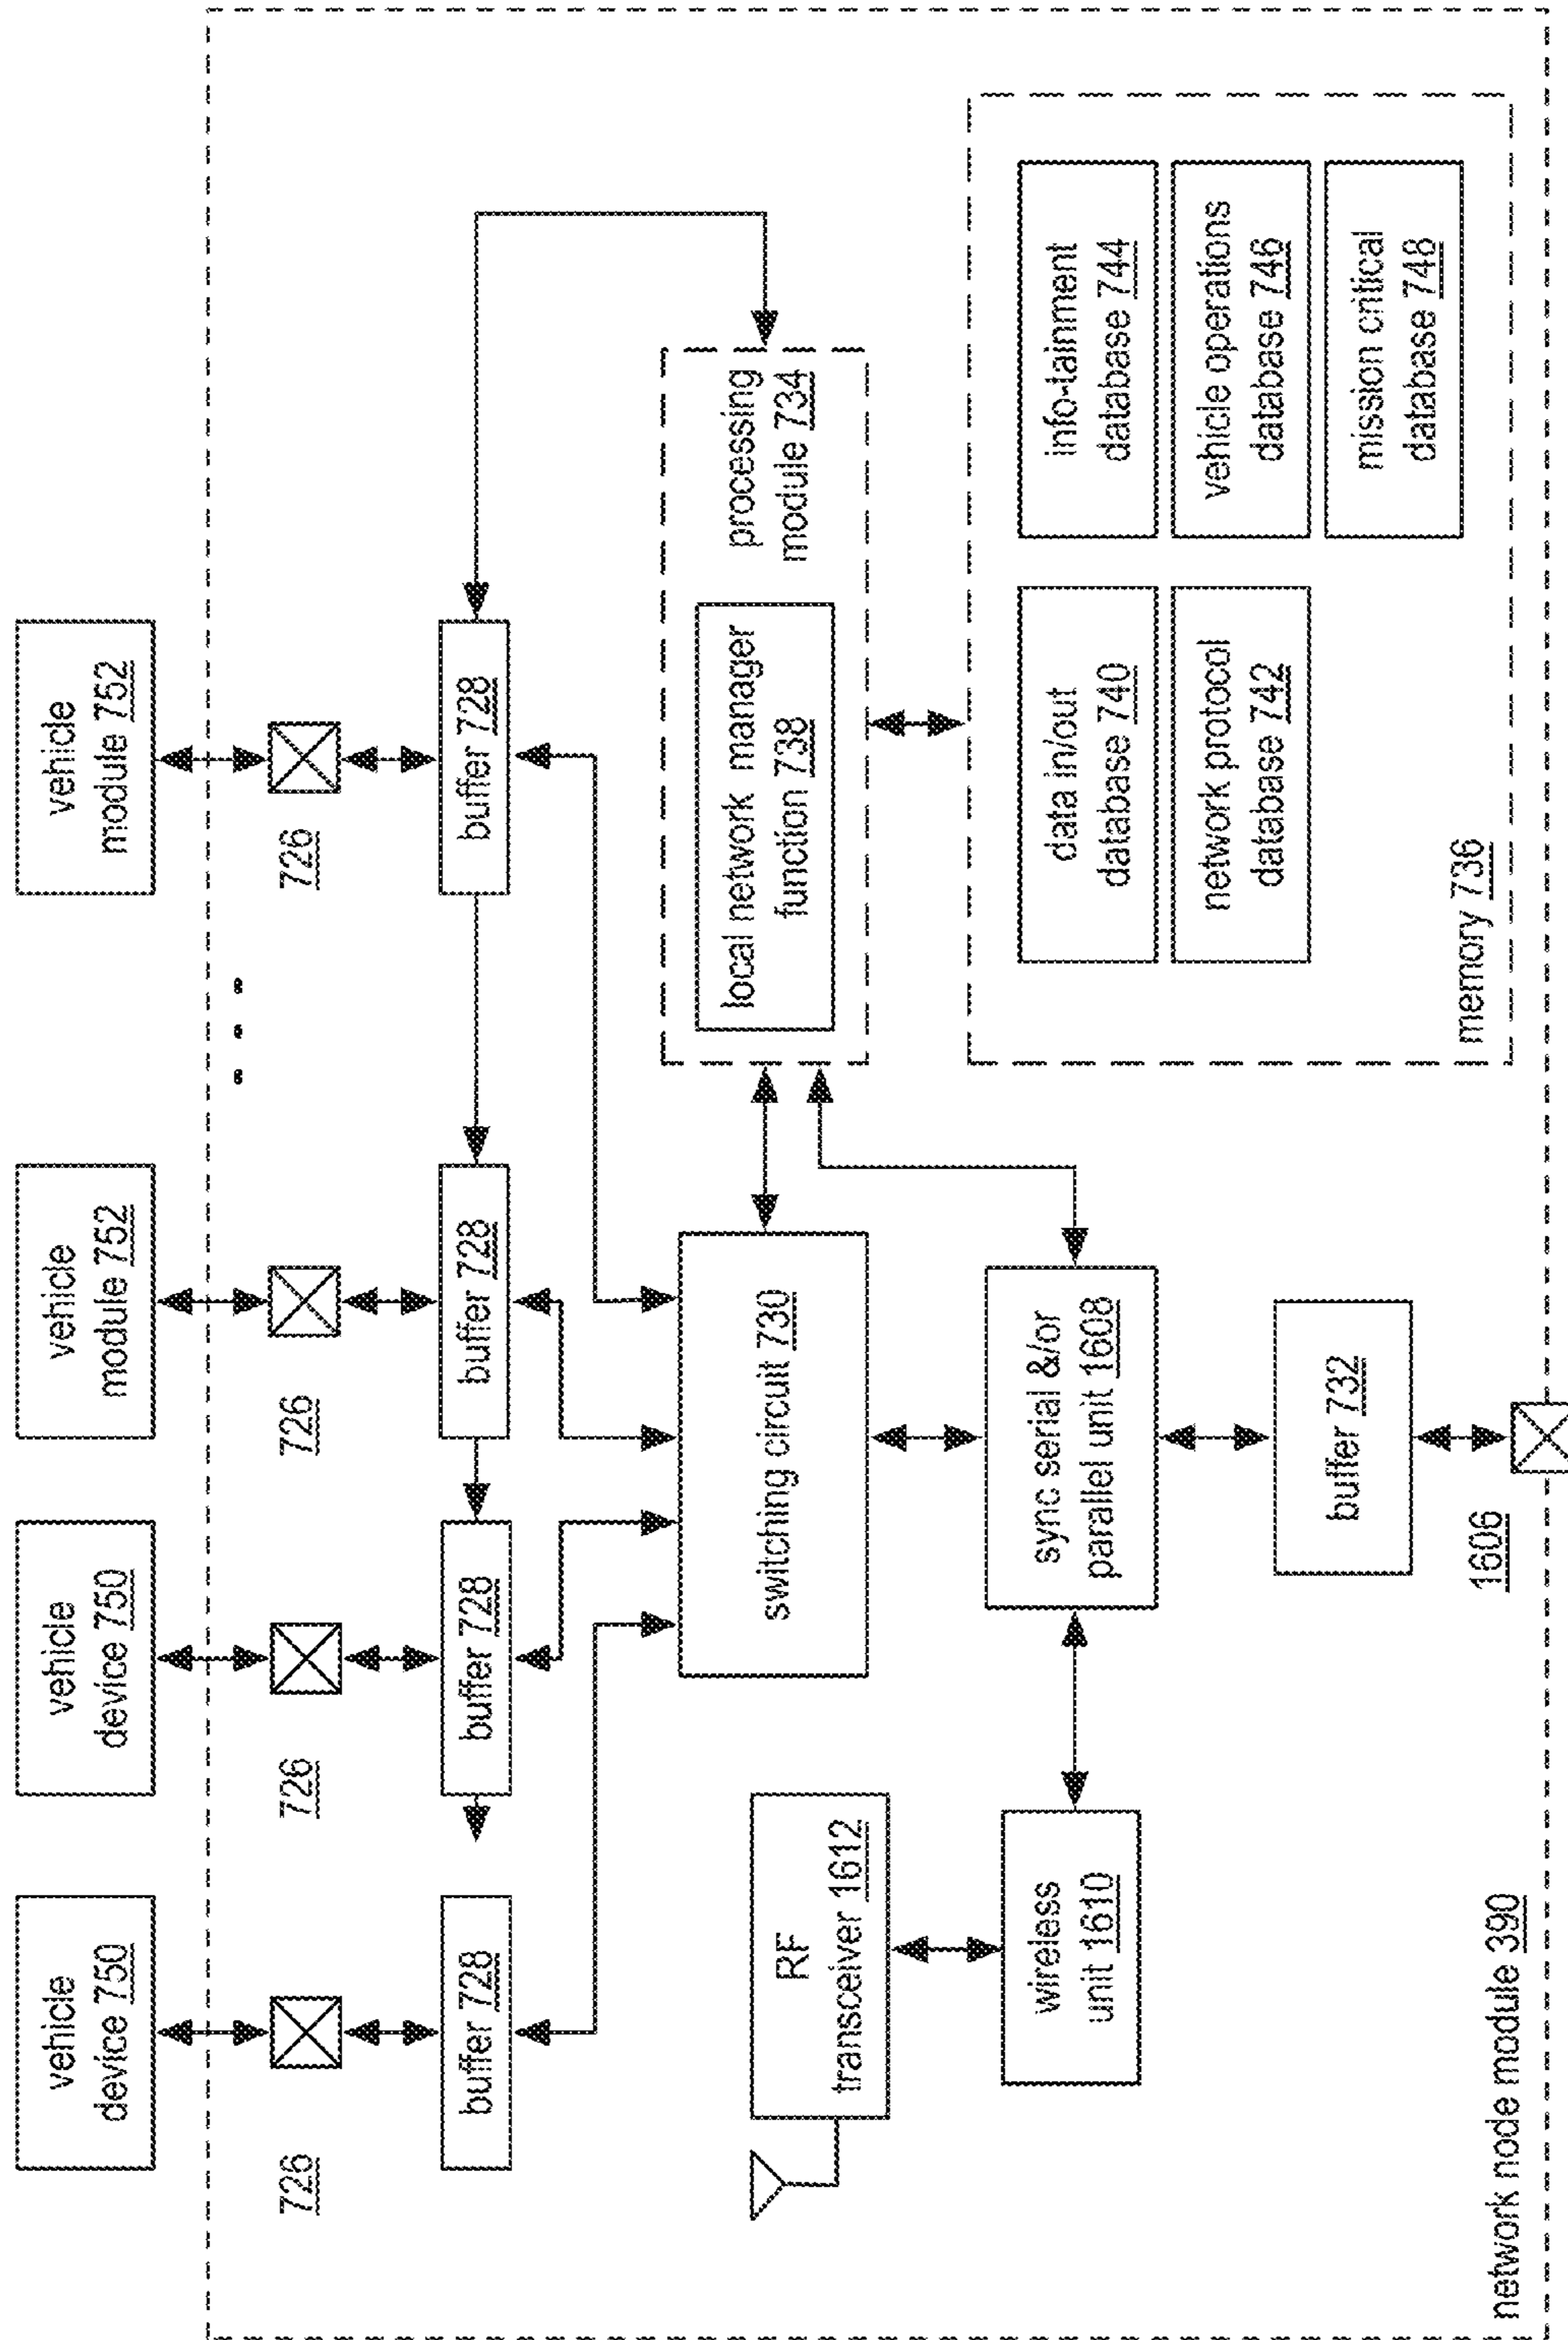 vehicle
device 750
vehicle
device 750
vehicle
module 752
vehicle
module 752
726
726
726
726
buffer 728
buffer 728
buffer 728
buffer 728
switching circuit 730
local network manager
function 738
processing
module 734
RF
transceiver 1612
wireless
unit 1610
sync serial &/or
parallel unit 1608
buffer 732
1606
data in/out
database 740
network protocol
database 742
info-tainment
database 744
vehicle operations
database 746
mission critical
database 748
memory 736
network node module 390